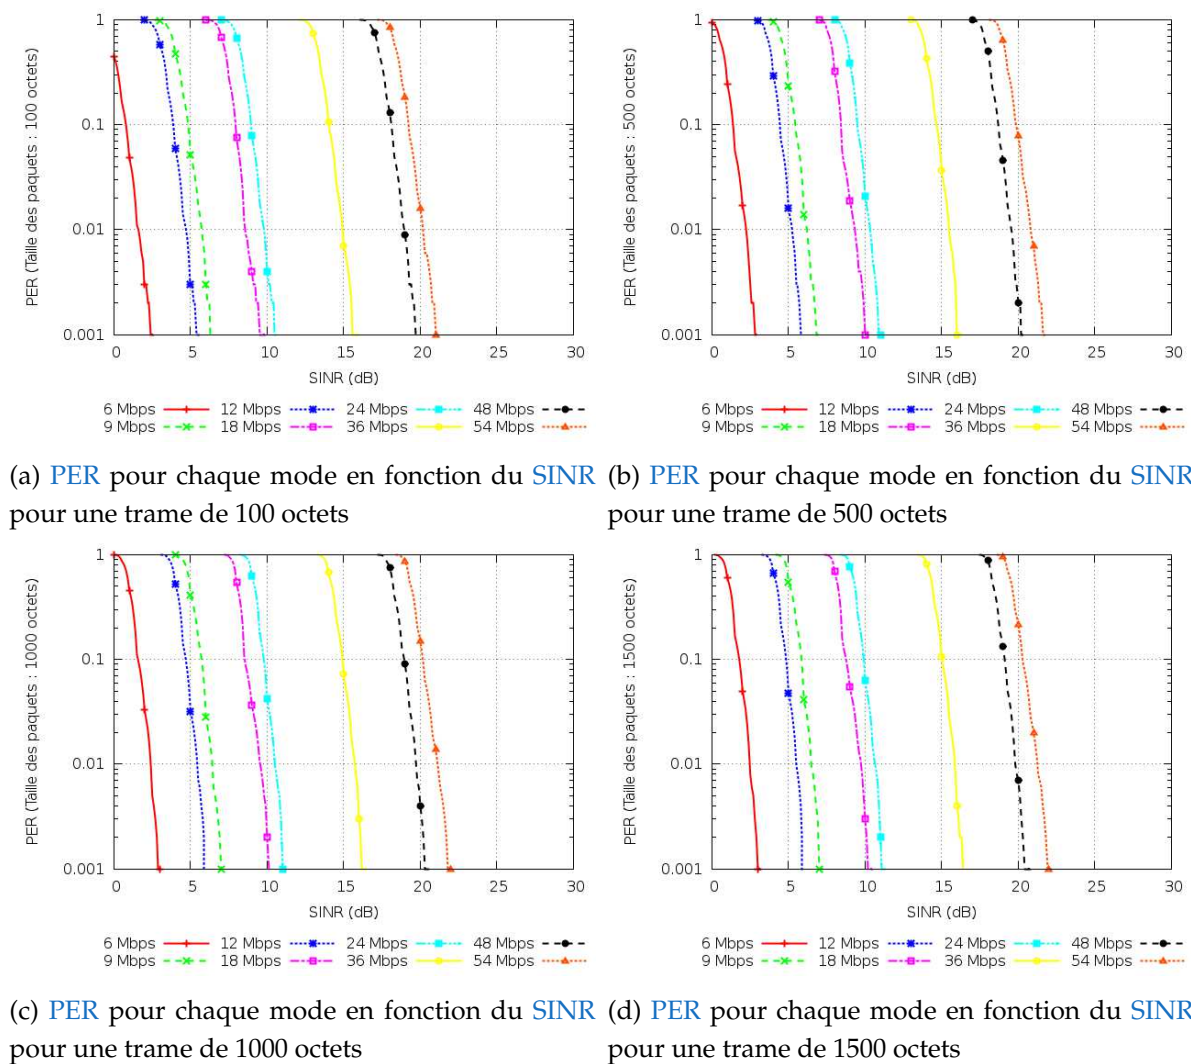 1
0.1
0.01
0.001
0 5 10 15 20 25 30
PER (Taille des paquets : 100 octets)
SINR (dB)
6 Mbps 12 Mbps 24 Mbps 48 Mbps
9 Mbps 18 Mbps 36 Mbps 54 Mbps
1
0.1
0.01
0.001
0 5 10 15 20 25 30
PER (Taille des paquets : 500 octets)
SINR (dB)
6 Mbps 12 Mbps 24 Mbps 48 Mbps
9 Mbps 18 Mbps 36 Mbps 54 Mbps
(a) PER pour chaque mode en fonction du SINR
pour une trame de 100 octets
(b) PER pour chaque mode en fonction du SINR
pour une trame de 500 octets
1
0.1
0.01
0.001
0 5 10 15 20 25 30
PER (Taille des paquets : 1000 octets)
SINR (dB)
6 Mbps 12 Mbps 24 Mbps 48 Mbps
9 Mbps 18 Mbps 36 Mbps 54 Mbps
1
0.1
0.01
0.001
0 5 10 15 20 25 30
PER (Taille des paquets : 1500 octets)
SINR (dB)
6 Mbps 12 Mbps 24 Mbps 48 Mbps
9 Mbps 18 Mbps 36 Mbps 54 Mbps
(c) PER pour chaque mode en fonction du SINR
pour une trame de 1000 octets
(d) PER pour chaque mode en fonction du SINR
pour une trame de 1500 octets